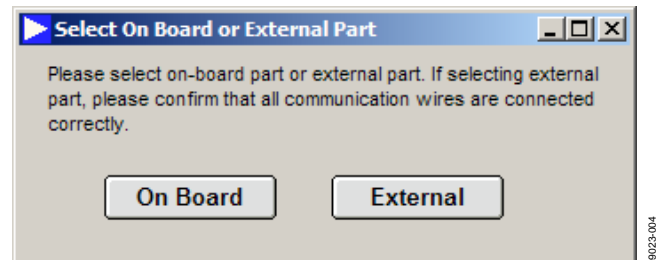 Select On Board or External Part
Please select on-board part or external part. If selecting external
part, please confirm that all communication wires are connected
correctly.
On Board
External
9023-004